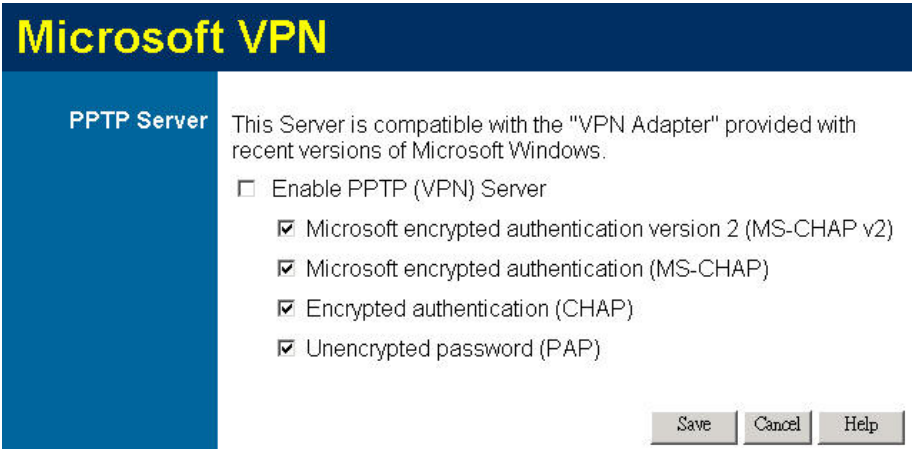 Microsoft VPN
PPTP Server
This Server is compatible with the "VPN Adapter" provided with
recent versions of Microsoft Windows.
Enable PPTP (VPN) Server
Microsoft encrypted authentication version 2 (MS-CHAP v2)
Microsoft encrypted authentication (MS-CHAP)
Encrypted authentication (CHAP)
Unencrypted password (PAP)
Save Cancel Help